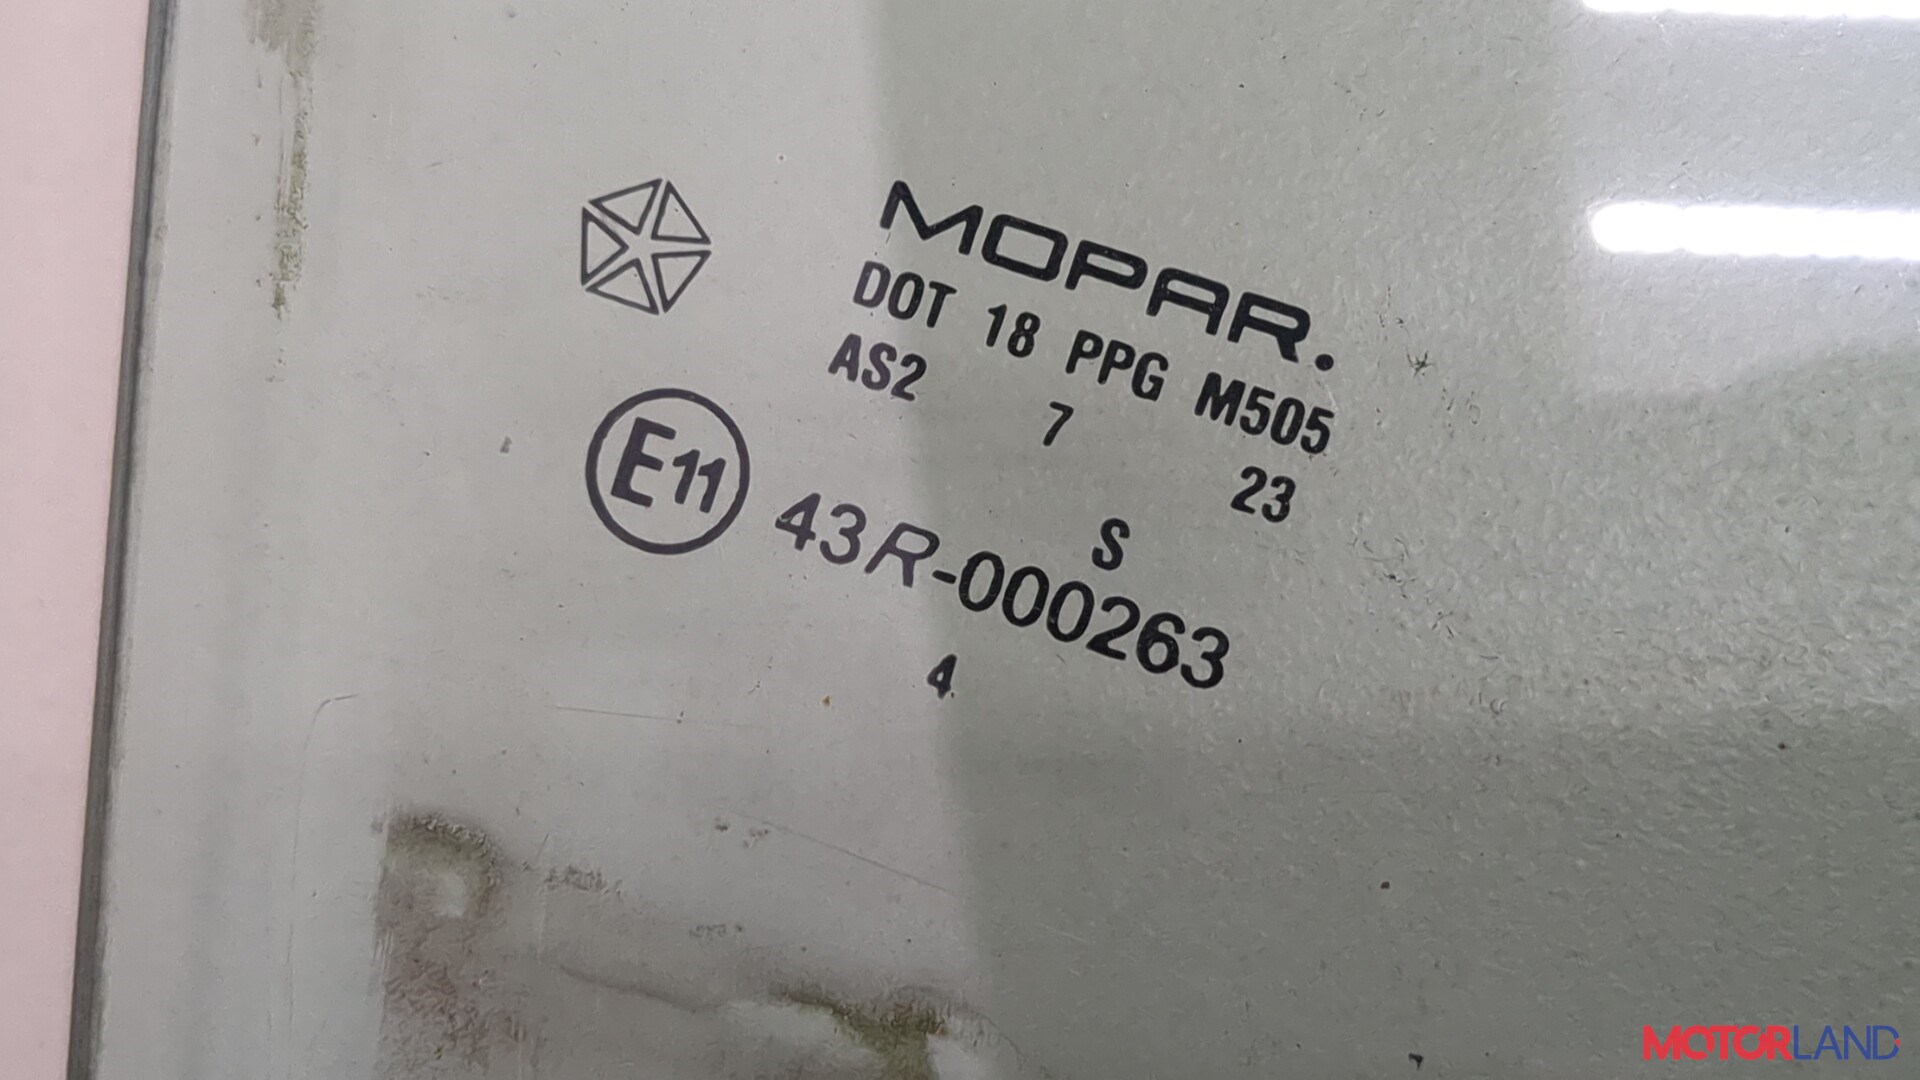 MOPAR.
DOT 18 PPG M505
AS2 7 23
S
E11 43R-000263
4
MOTORLAND